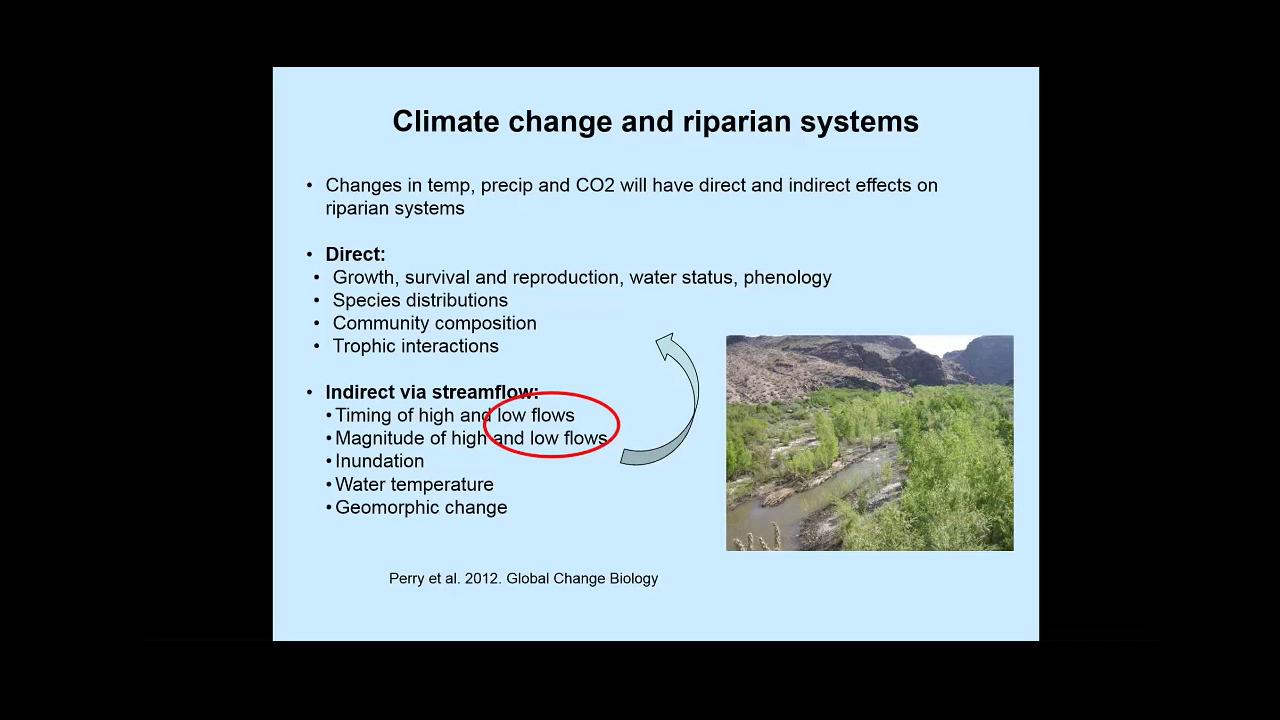 Climate change and riparian systems
• Changes in temp, precip and CO2 will have direct and indirect effects on
riparian systems
• Direct:
• Growth, survival and reproduction, water status, phenology
• Species distributions
• Community composition
• Trophic interactions
• Indirect via streamflow:
• Timing of high and low flows
• Magnitude of high and low flows
• Inundation
• Water temperature
• Geomorphic change
Perry et al. 2012. Global Change Biology